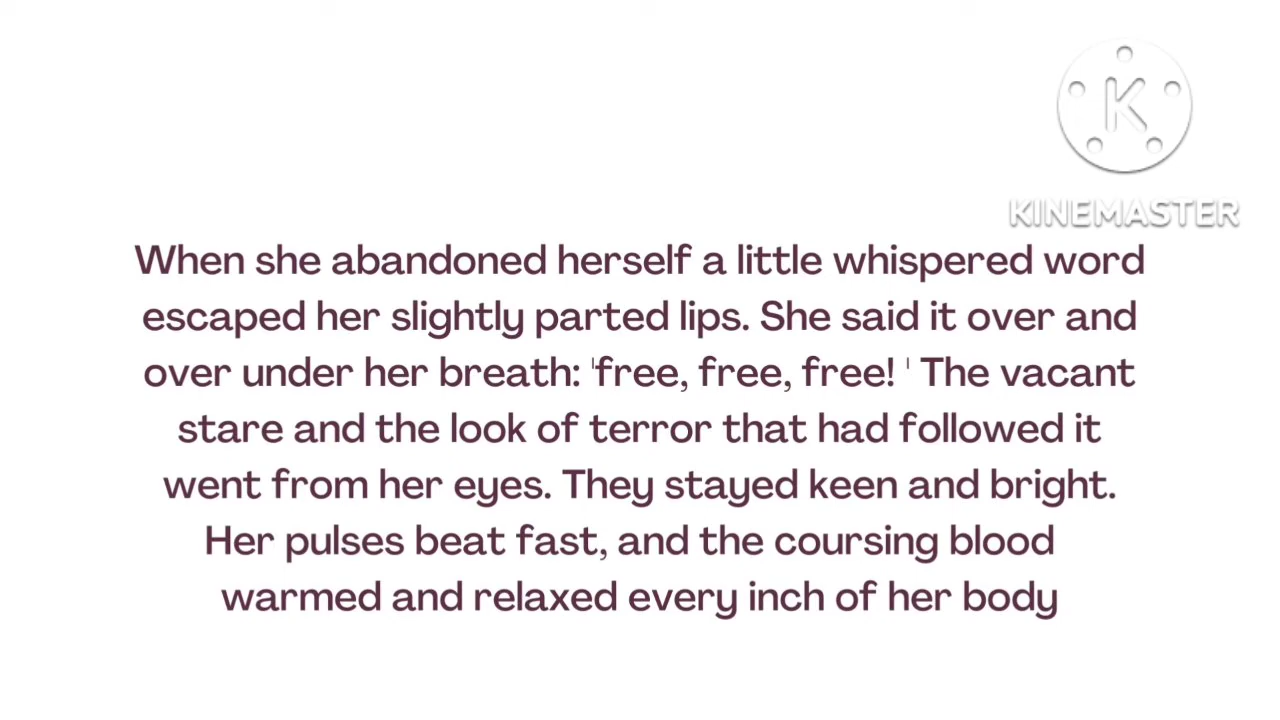 K
KINEMASTER
When she abandoned herself a little whispered word
escaped her slightly parted lips. She said it over and
over under her breath: 'free, free, free! ' The vacant
stare and the look of terror that had followed it
went from her eyes. They stayed keen and bright.
Her pulses beat fast, and the coursing blood
warmed and relaxed every inch of her body